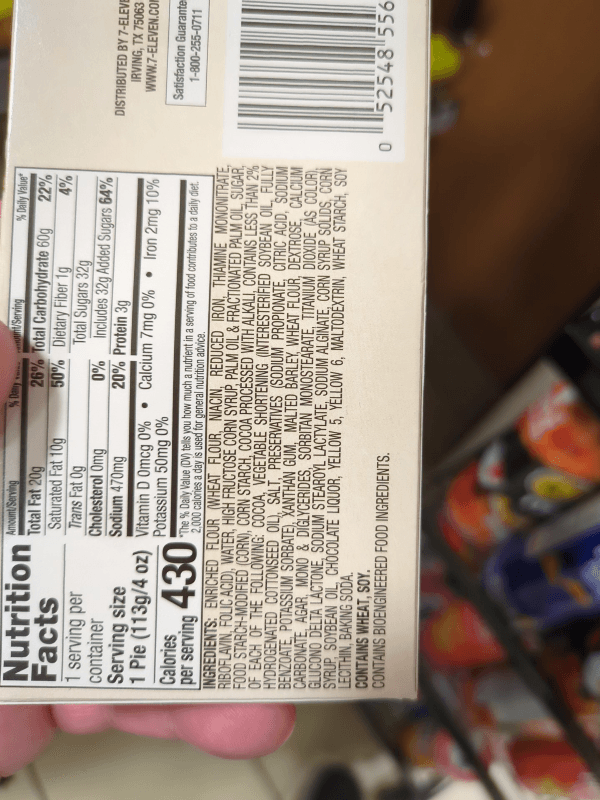 Nutrition
Facts
1 serving per
container
Serving size
1 Pie (113g/4 oz)
Calories
per serving 430
Amount/Serving % Daily
Total Fat 20g 26%
Saturated Fat 10g 50%
Trans Fat 0g
Cholesterol 0mg 0%
Sodium 470mg 20%
% Daily Value*
Total Carbohydrate 60g 22%
Dietary Fiber 1g 4%
Total Sugars 32g
Includes 32g Added Sugars 64%
Protein 3g
Vitamin D 0mcg 0% • Calcium 7mg 0% • Iron 2mg 10%
Potassium 50mg 0%
*The % Daily Value (DV) tells you how much a nutrient in a serving of food contributes to a daily diet.
2,000 calories a day is used for general nutrition advice.
INGREDIENTS: ENRICHED FLOUR (WHEAT FLOUR, NIACIN, REDUCED IRON, THIAMINE MONONITRATE,
RIBOFLAVIN, FOLIC ACID), WATER, HIGH FRUCTOSE CORN SYRUP, PALM OIL & FRACTIONATED PALM OIL, SUGAR,
FOOD STARCH-MODIFIED (CORN), CORN STARCH, COCOA PROCESSED WITH ALKALI, CONTAINS LESS THAN 2%
OF EACH OF THE FOLLOWING: COCOA, VEGETABLE SHORTENING (INTERESTERIFIED SOYBEAN OIL, FULLY
HYDROGENATED COTTONSEED OIL), SALT, PRESERVATIVES (SODIUM PROPIONATE, CITRIC ACID, SODIUM
BENZOATE, POTASSIUM SORBATE), XANTHAN GUM, MALTED BARLEY, WHEAT FLOUR, DEXTROSE, CALCIUM
CARBONATE, AGAR, MONO & DIGLYCERIDES, SORBITAN MONOSTEARATE, TITANIUM DIOXIDE (AS COLOR),
GLUCONO DELTA LACTONE, SODIUM STEAROYL LACTYLATE, SODIUM ALGINATE, CORN SYRUP SOLIDS, CORN
SYRUP, SOYBEAN OIL, CHOCOLATE LIQUOR, YELLOW 5, YELLOW 6, MALTODEXTRIN, WHEAT STARCH, SOY
LECITHIN, BAKING SODA.
CONTAINS WHEAT, SOY.
CONTAINS BIOENGINEERED FOOD INGREDIENTS.
DISTRIBUTED BY 7-ELEVE
IRVING, TX 75063
WWW.7-ELEVEN.CO
Satisfaction Guarante
1-800-255-0711
0 52548 556